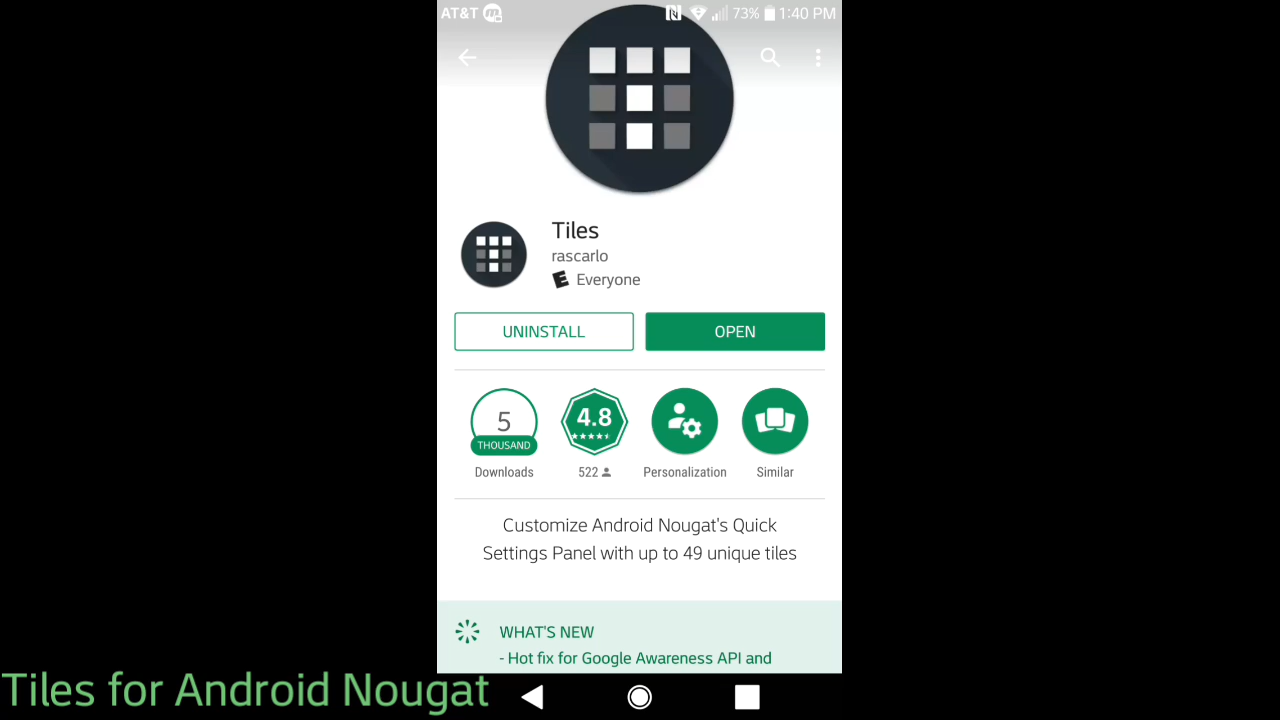 AT&T 73% 1:40 PM
Tiles
rascarlo
Everyone
UNINSTALL OPEN
5 4.8
THOUSAND
Downloads 522 Personalization Similar
Customize Android Nougat's Quick
Settings Panel with up to 49 unique tiles
WHAT'S NEW
- Hot fix for Google Awareness API and
Tiles for Android Nougat